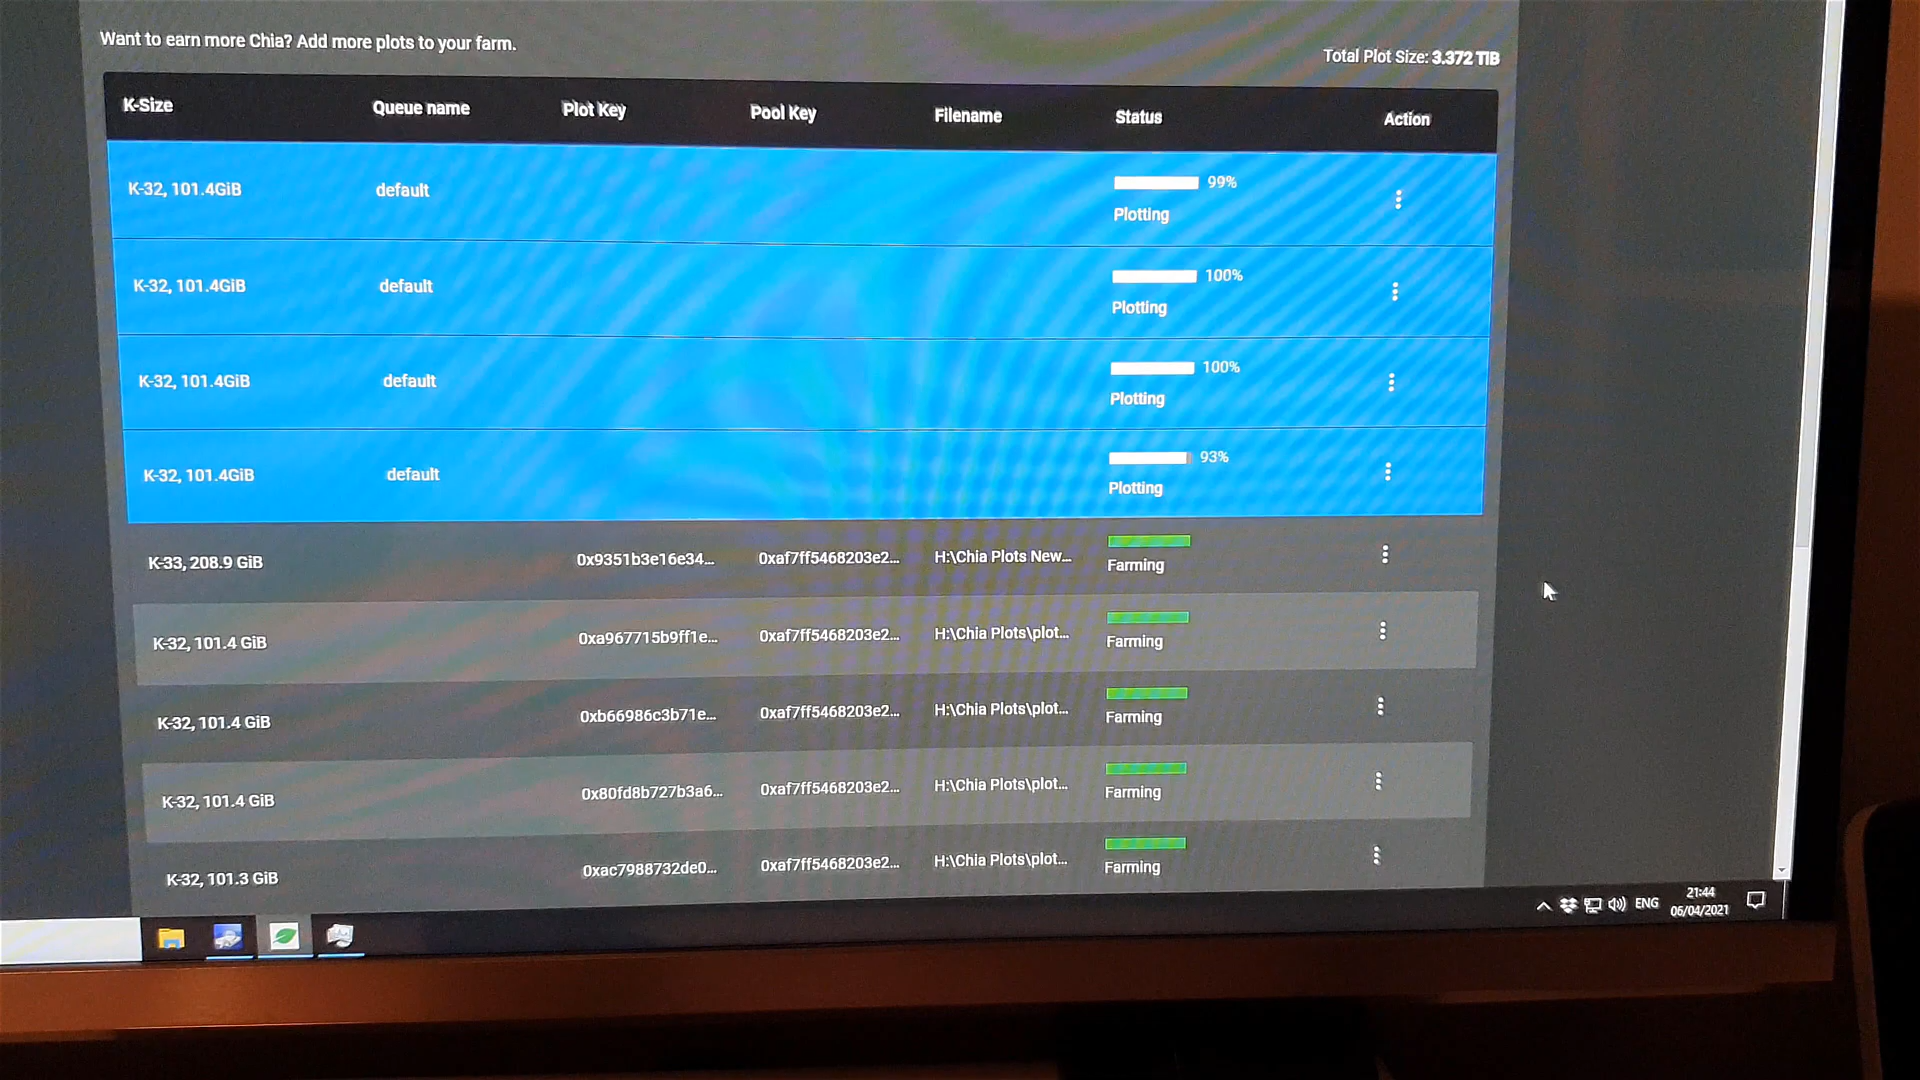 Want to earn more Chia? Add more plots to your farm.
Total Plot Size: 3.372 TiB
K-Size Queue name Plot Key Pool Key Filename Status Action
K-32, 101.4GiB default 99%
Plotting
K-32, 101.4GiB default 100%
Plotting
K-32, 101.4GiB default 100%
Plotting
K-32, 101.4GiB default 93%
Plotting
K-33, 208.9 GiB 0x9351b3e16e34... 0xaf7ff5468203e2... H:\Chia Plots New... Farming
K-32, 101.4 GiB 0xa967715b9ff1e... 0xaf7ff5468203e2... H:\Chia Plots\plot... Farming
K-32, 101.4 GiB 0xb66986c3b71e... 0xaf7ff5468203e2... H:\Chia Plots\plot... Farming
K-32, 101.4 GiB 0x80fd8b727b3a6... 0xaf7ff5468203e2... H:\Chia Plots\plot... Farming
K-32, 101.3 GiB 0xac7988732de0... 0xaf7ff5468203e2... H:\Chia Plots\plot... Farming
ENG 21:44
06/04/2021